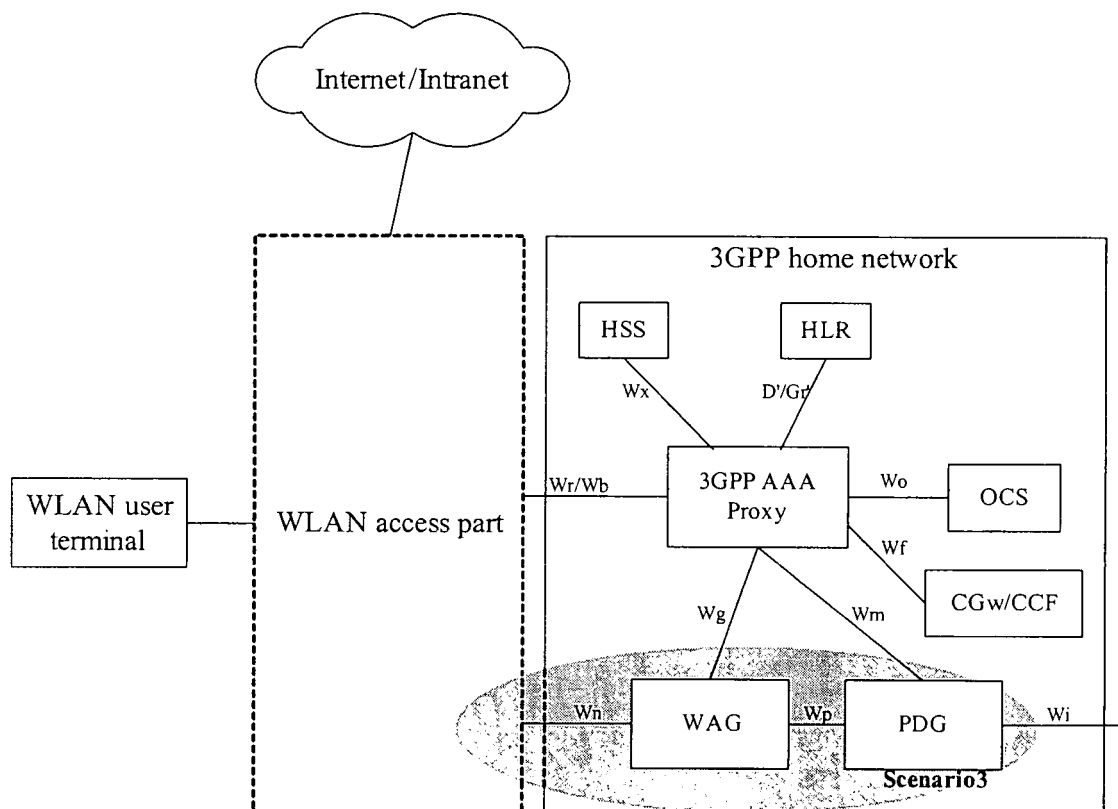 Internet/Intranet
3GPP home network
HSS
HLR
Wx
D'/Gr'
WLAN user
terminal
WLAN access part
Wr/Wb
3GPP AAA
Proxy
Wo
OCS
Wf
CGw/CCF
Wg
Wm
Wn
WAG
Wp
PDG
Wi
Scenario3